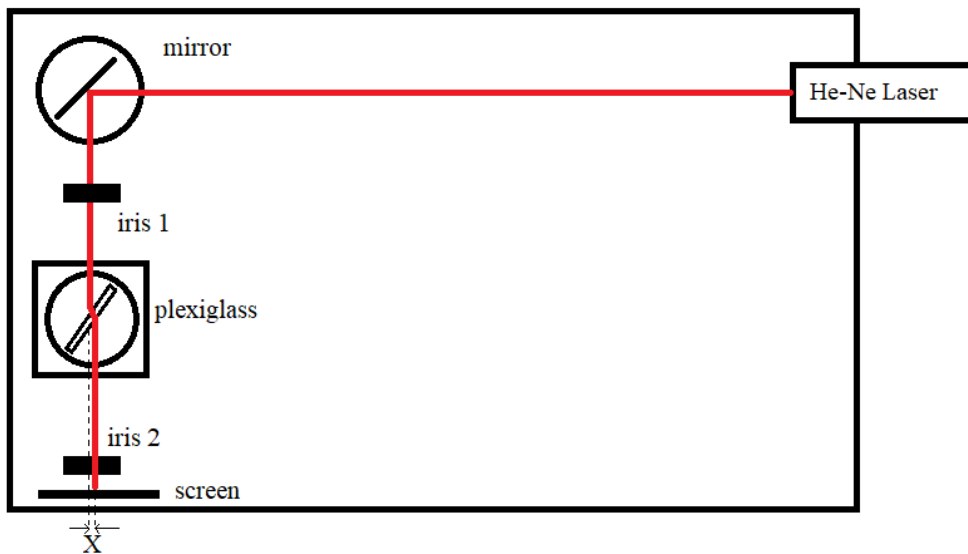 mirror
He-Ne Laser
iris 1
plexiglass
iris 2
screen
X